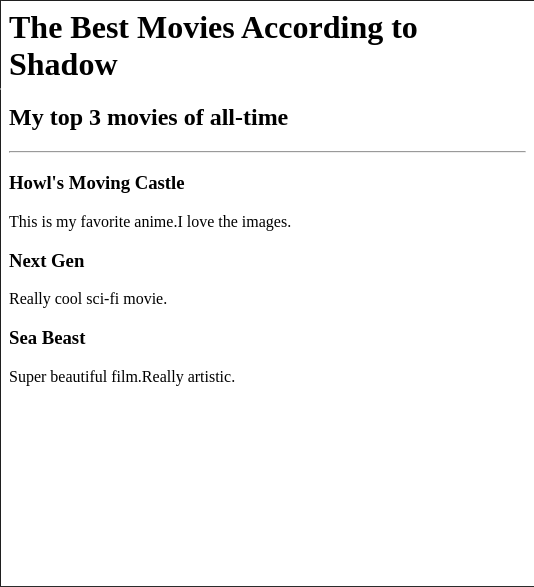 The Best Movies According to
Shadow
My top 3 movies of all-time
Howl's Moving Castle
This is my favorite anime.I love the images.
Next Gen
Really cool sci-fi movie.
Sea Beast
Super beautiful film.Really artistic.